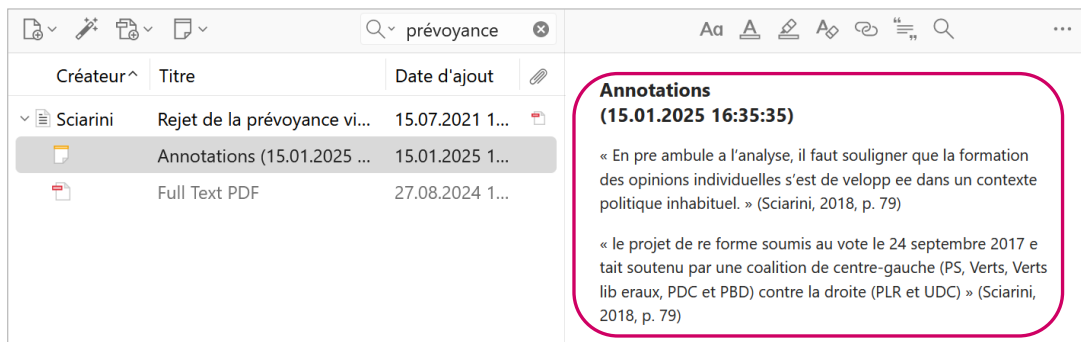 prévoyance
Aa A
Créateur Titre Date d'ajout
Sciarini Rejet de la prévoyance vi... 15.07.2021 1...
Annotations (15.01.2025 ... 15.01.2025 1...
Full Text PDF 27.08.2024 1...
Annotations
(15.01.2025 16:35:35)
« En pre ambule a l’analyse, il faut souligner que la formation
des opinions individuelles s’est de velopp ee dans un contexte
politique inhabituel. » (Sciarini, 2018, p. 79)
« le projet de re forme soumis au vote le 24 septembre 2017 e
tait soutenu par une coalition de centre-gauche (PS, Verts, Verts
lib eraux, PDC et PBD) contre la droite (PLR et UDC) » (Sciarini,
2018, p. 79)